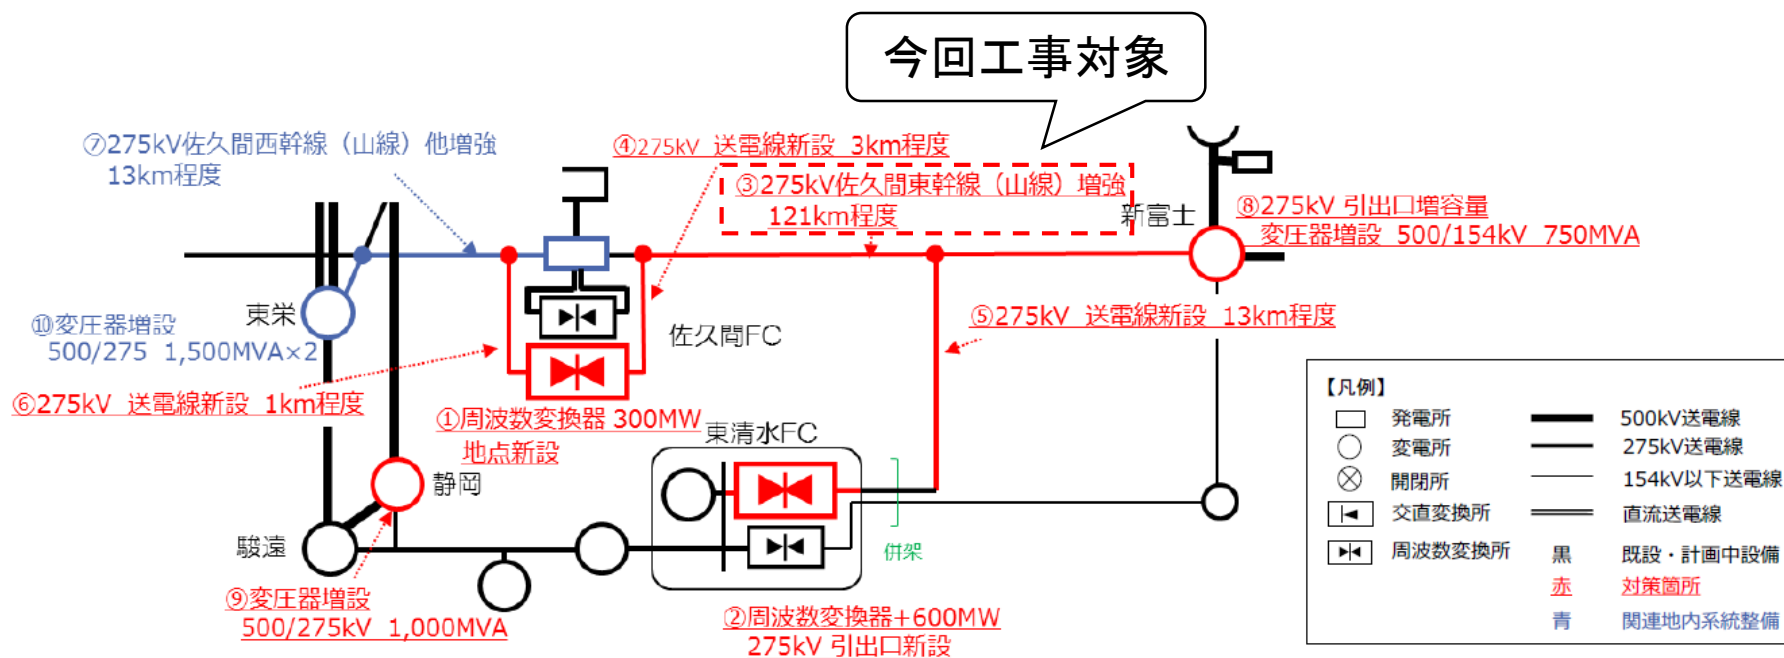 今回工事対象
⑦275kV佐久間西幹線（山線）他増強
13km程度
④275kV 送電線新設 3km程度
③275kV佐久間東幹線（山線）増強
121km程度
新富士
⑧275kV 引出口増容量
変圧器増設 500/154kV 750MVA
東栄
⑩変圧器増設
500/275 1,500MVA×2
佐久間FC
⑤275kV 送電線新設 13km程度
⑥275kV 送電線新設 1km程度
①周波数変換器 300MW
地点新設
東清水FC
静岡
駿遠
併架
⑨変圧器増設
500/275kV 1,000MVA
②周波数変換器+600MW
275kV 引出口新設
【凡例】
発電所 500kV送電線
変電所 275kV送電線
開閉所 154kV以下送電線
交直変換所 直流送電線
周波数変換所 黒 既設・計画中設備
赤 対策箇所
青 関連地内系統整備